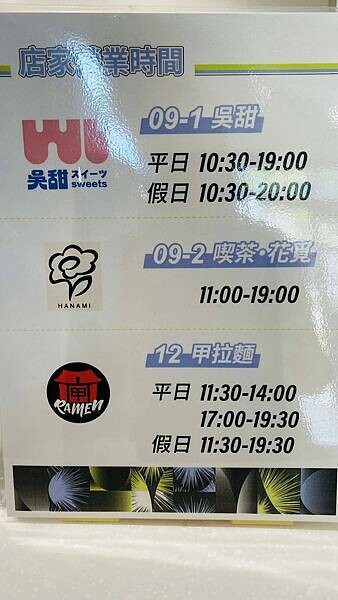 店家營業時間
吳甜 スイーツ
sweets
09-1 吳甜
平日 10:30-19:00
假日 10:30-20:00
HANAMI
09-2 喫茶・花覓
11:00-19:00
甲
RAMEN
12 甲拉麵
平日 11:30-14:00
17:00-19:30
假日 11:30-19:30